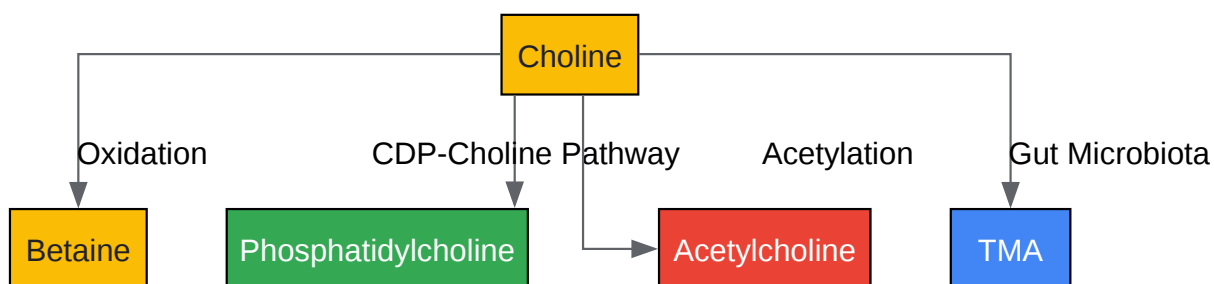 Choline
Oxidation
CDP-Choline Pathway
Acetylation
Gut Microbiota
Betaine
Phosphatidylcholine
Acetylcholine
TMA